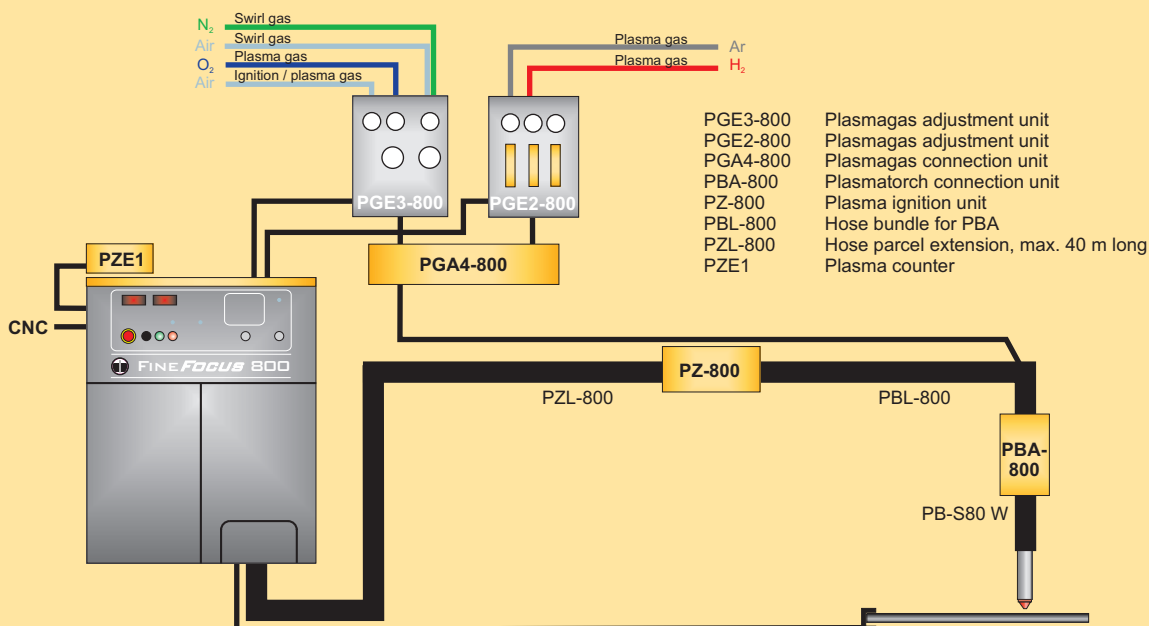 N₂ Swirl gas
Air Swirl gas
O₂ Plasma gas
Air Ignition / plasma gas
Plasma gas Ar
Plasma gas H₂
PGE3-800 Plasmagas adjustment unit
PGE2-800 Plasmagas adjustment unit
PGA4-800 Plasmagas connection unit
PBA-800 Plasmatorch connection unit
PZ-800 Plasma ignition unit
PBL-800 Hose bundle for PBA
PZL-800 Hose parcel extension, max. 40 m long
PZE1 Plasma counter
PGE3-800
PGE2-800
PZE1
PGA4-800
CNC
FINEFOCUS 800
PZ-800
PZL-800
PBL-800
PBA-
800
PB-S80 W